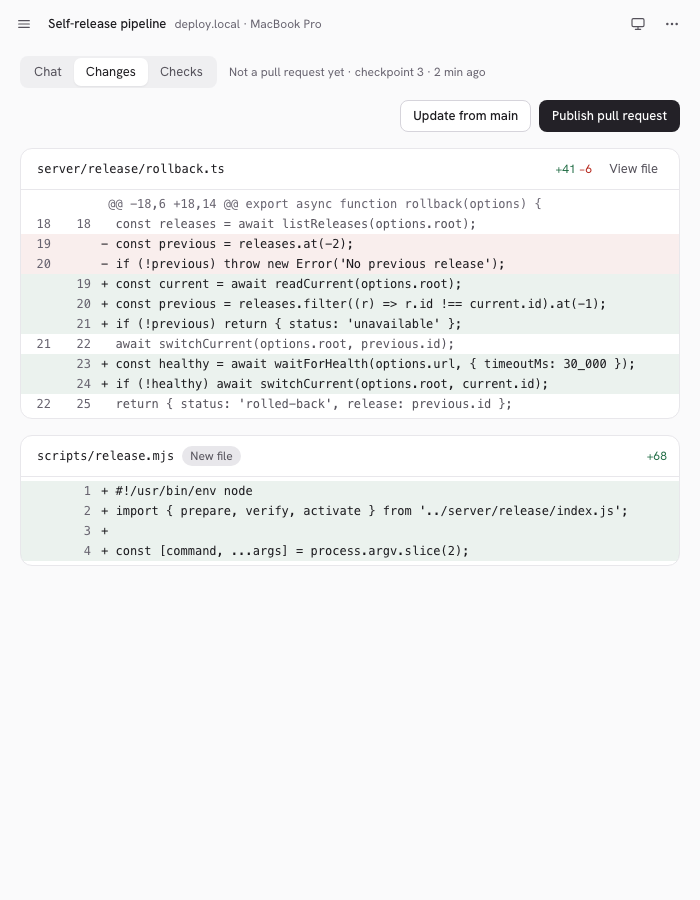 Self-release pipeline deploy.local · MacBook Pro
Chat Changes Checks Not a pull request yet · checkpoint 3 · 2 min ago
Update from main Publish pull request
server/release/rollback.ts +41 −6 View file
@@ −18,6 +18,14 @@ export async function rollback(options) {
18 18 const releases = await listReleases(options.root);
19 − const previous = releases.at(−2);
20 − if (!previous) throw new Error('No previous release');
19 + const current = await readCurrent(options.root);
20 + const previous = releases.filter((r) => r.id !== current.id).at(−1);
21 + if (!previous) return { status: 'unavailable' };
21 22 await switchCurrent(options.root, previous.id);
23 + const healthy = await waitForHealth(options.url, { timeoutMs: 30_000 });
24 + if (!healthy) await switchCurrent(options.root, current.id);
22 25 return { status: 'rolled−back', release: previous.id };
scripts/release.mjs New file +68
1 + #!/usr/bin/env node
2 + import { prepare, verify, activate } from '../server/release/index.js';
3 +
4 + const [command, ...args] = process.argv.slice(2);